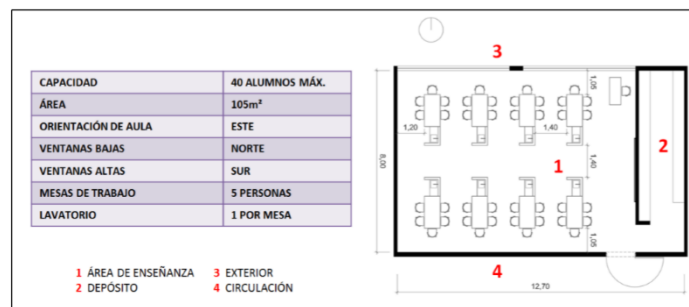 CAPACIDAD 40 ALUMNOS MÁX.
ÁREA 105m²
ORIENTACIÓN DE AULA ESTE
VENTANAS BAJAS NORTE
VENTANAS ALTAS SUR
MESAS DE TRABAJO 5 PERSONAS
LAVATORIO 1 POR MESA
1 ÁREA DE ENSEÑANZA 3 EXTERIOR
2 DEPÓSITO 4 CIRCULACIÓN
3
1,05
1,20
1,40
8,00
1
1,40
2
1,05
4
12,70